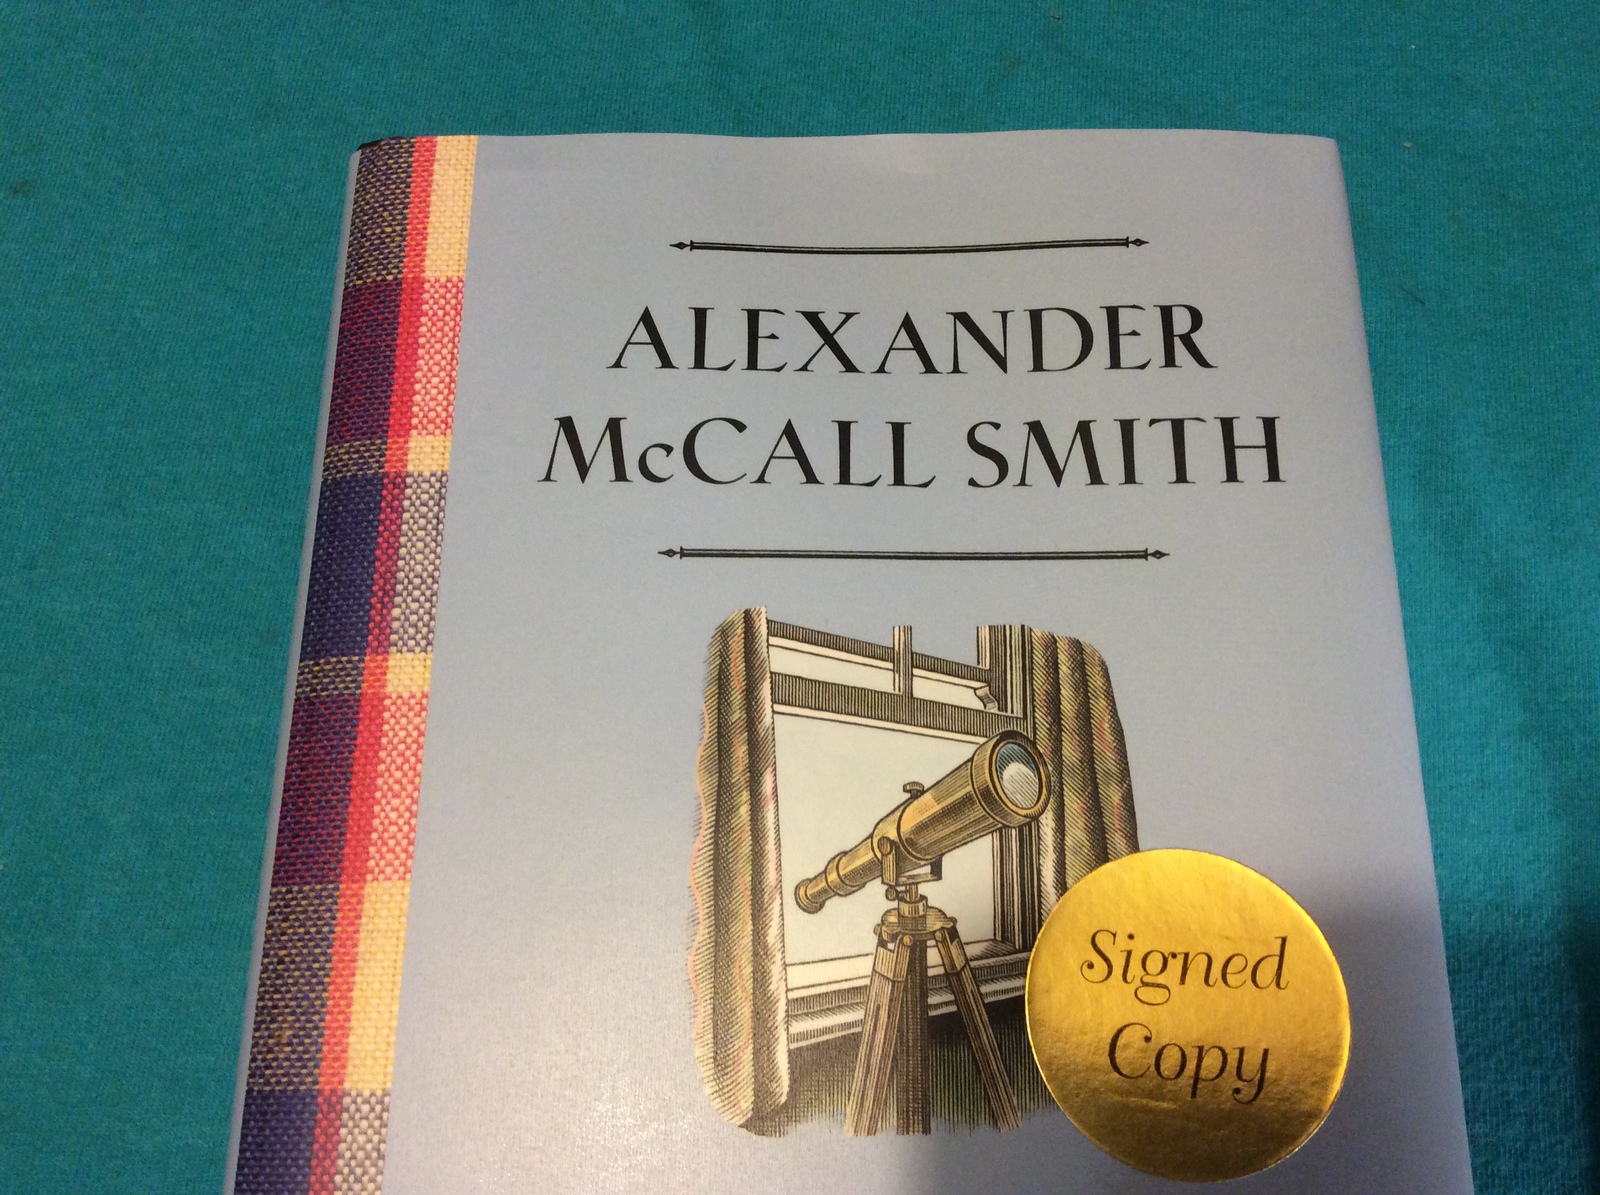 ALEXANDER
McCALL SMITH
Signed
Copy